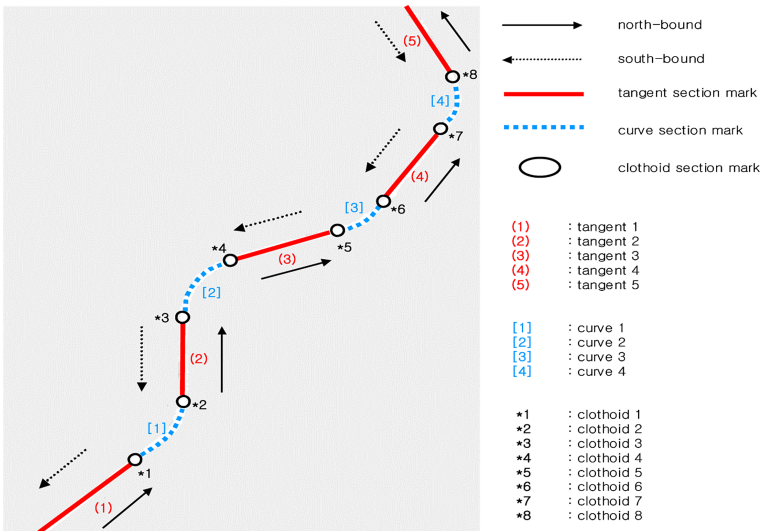 (5)
*8
[4]
*7
(4)
[3]
*6
*4
*5
(3)
[2]
*3
(2)
*2
[1]
*1
(1)
north-bound
south-bound
tangent section mark
curve section mark
clothoid section mark
(1) : tangent 1
(2) : tangent 2
(3) : tangent 3
(4) : tangent 4
(5) : tangent 5
[1] : curve 1
[2] : curve 2
[3] : curve 3
[4] : curve 4
*1 : clothoid 1
*2 : clothoid 2
*3 : clothoid 3
*4 : clothoid 4
*5 : clothoid 5
*6 : clothoid 6
*7 : clothoid 7
*8 : clothoid 8